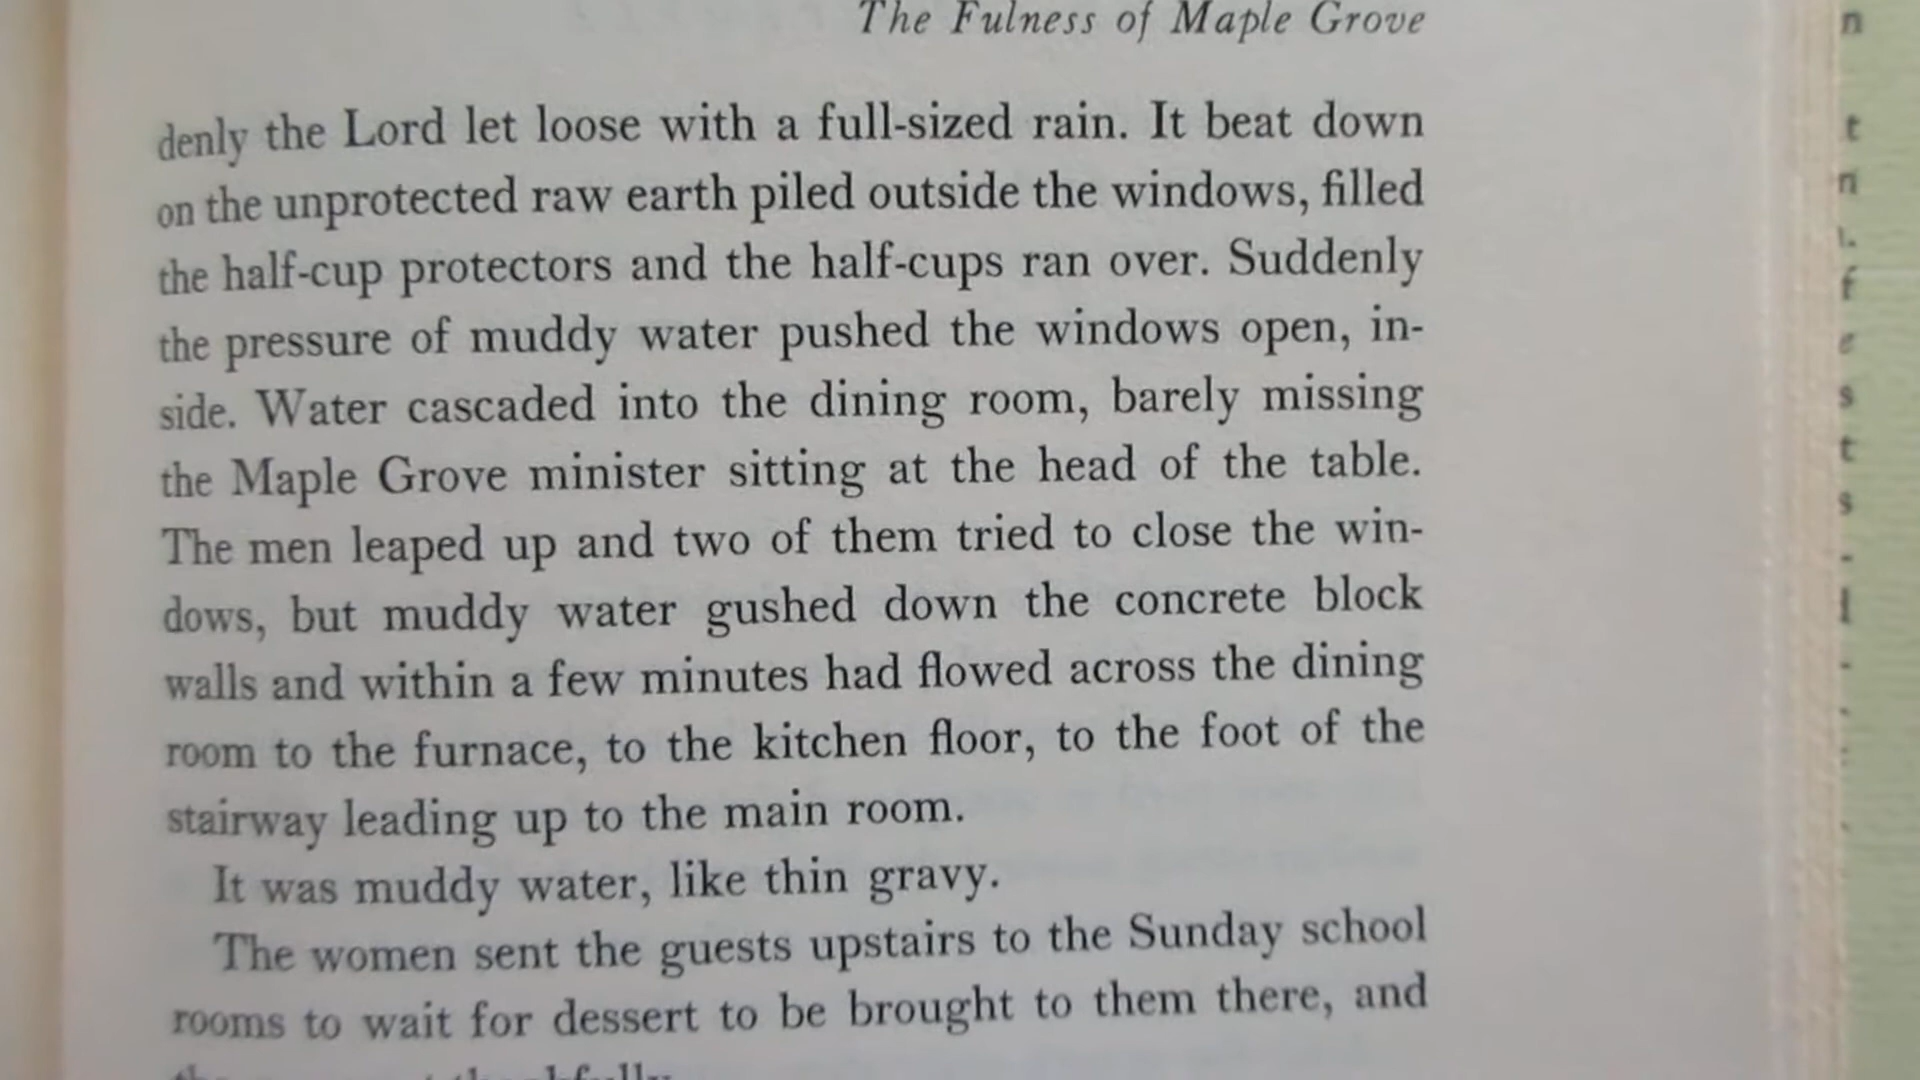 The Fulness of Maple Grove
denly the Lord let loose with a full-sized rain. It beat down
on the unprotected raw earth piled outside the windows, filled
the half-cup protectors and the half-cups ran over. Suddenly
the pressure of muddy water pushed the windows open, in-
side. Water cascaded into the dining room, barely missing
the Maple Grove minister sitting at the head of the table.
The men leaped up and two of them tried to close the win-
dows, but muddy water gushed down the concrete block
walls and within a few minutes had flowed across the dining
room to the furnace, to the kitchen floor, to the foot of the
stairway leading up to the main room.
It was muddy water, like thin gravy.
The women sent the guests upstairs to the Sunday school
rooms to wait for dessert to be brought to them there, and